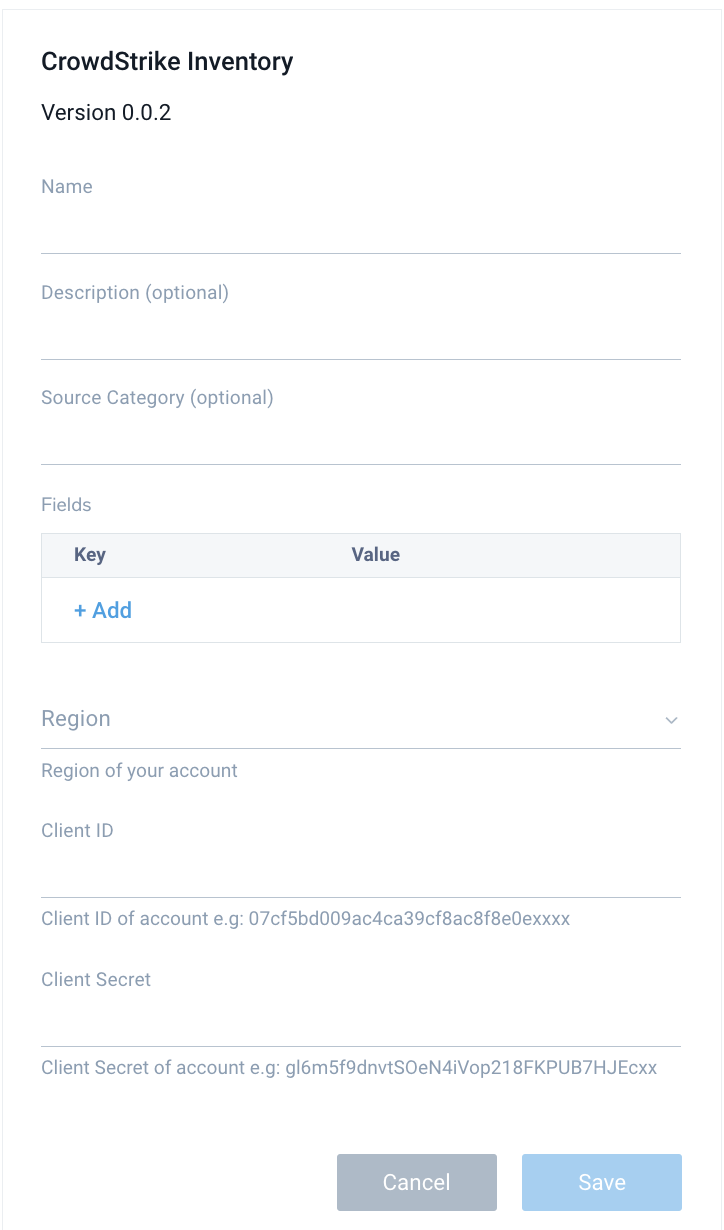 CrowdStrike Inventory
Version 0.0.2
Name
Description (optional)
Source Category (optional)
Fields
Key Value
+ Add
Region
Region of your account
Client ID
Client ID of account e.g: 07cf5bd009ac4ca39cf8ac8f8e0exxxx
Client Secret
Client Secret of account e.g: gl6m5f9dnvtSOeN4iVop218FKPUB7HJEcxx
Cancel Save